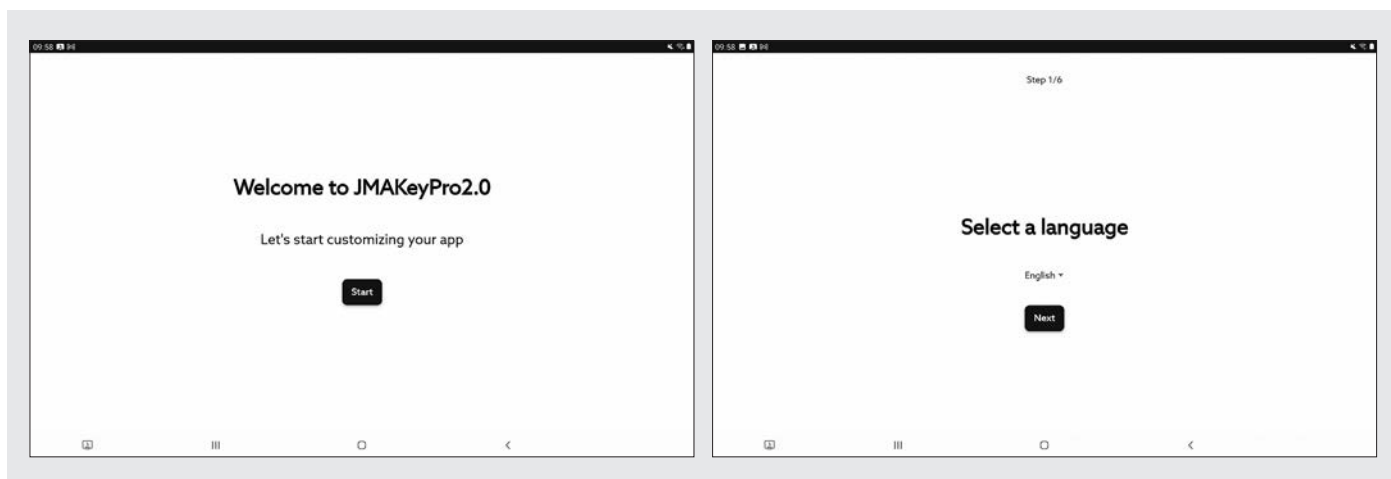 09:58
Welcome to JMAKeyPro2.0
Let's start customizing your app
Start
09:58
Step 1/6
Select a language
English
Next